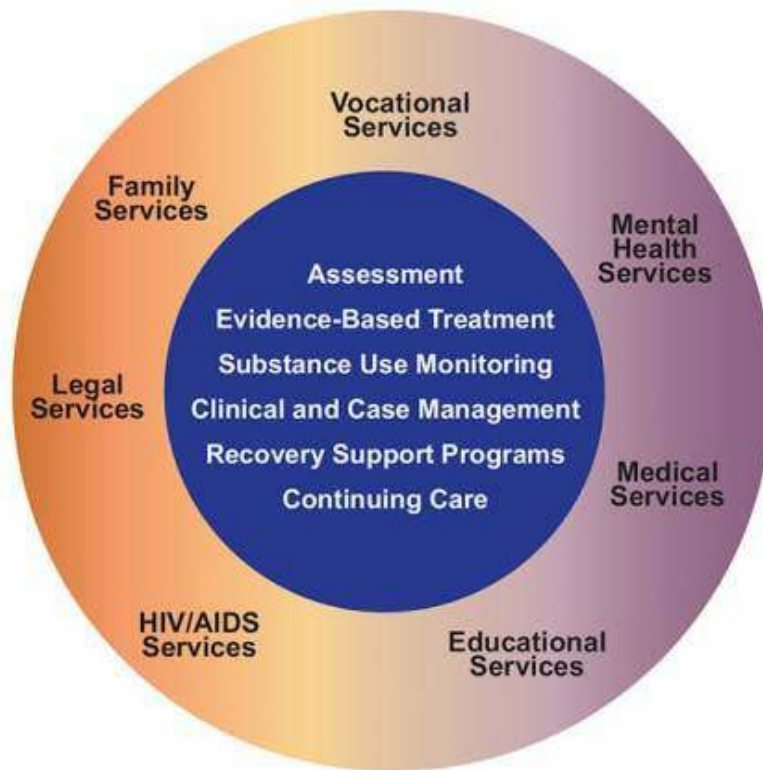 Vocational
Services
Family
Services
Mental
Health
Services
Assessment
Evidence-Based Treatment
Substance Use Monitoring
Clinical and Case Management
Recovery Support Programs
Continuing Care
Legal
Services
Medical
Services
HIV/AIDS
Services
Educational
Services